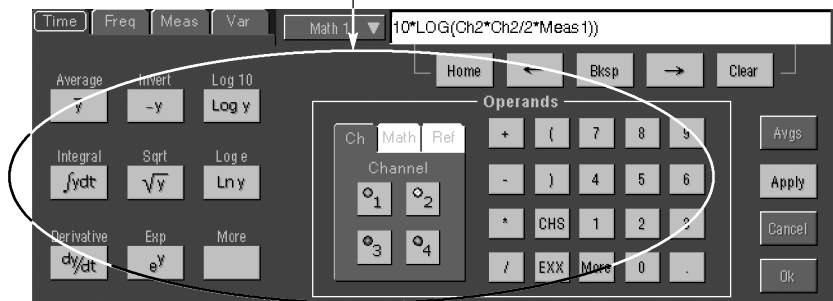 Time Freq Meas Var Math 1 10*LOG(Ch2*Ch2/2*Meas1))
Home ← Bksp → Clear
Average Invert Log 10
y̅ -y Log y
Integral Sqrt Log e
∫ydt √y Ln y
Derivative Exp More
dy/dt e^y
Operands
Ch Math Ref
Channel
1 2
3 4
+ ( 7 8 9
- ) 4 5 6
* CHS 1 2 3
/ EXX More 0 .
Avgs
Apply
Cancel
Ok